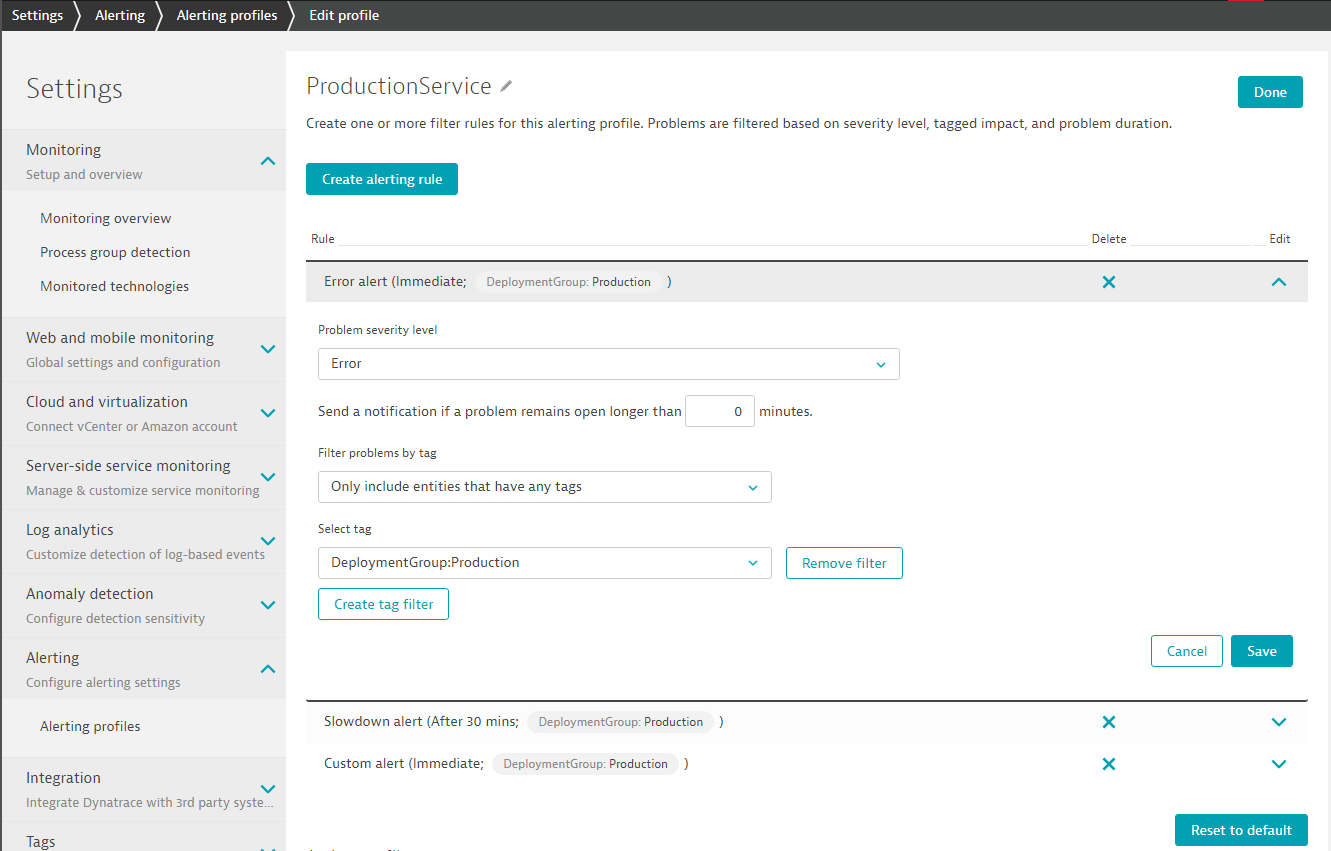 Settings Alerting Alerting profiles Edit profile
Settings
Monitoring
Setup and overview
Monitoring overview
Process group detection
Monitored technologies
Web and mobile monitoring
Global settings and configuration
Cloud and virtualization
Connect vCenter or Amazon account
Server-side service monitoring
Manage & customize service monitoring
Log analytics
Customize detection of log-based events
Anomaly detection
Configure detection sensitivity
Alerting
Configure alerting settings
Alerting profiles
Integration
Integrate Dynatrace with 3rd party syste...
Tags
ProductionService
Done
Create one or more filter rules for this alerting profile. Problems are filtered based on severity level, tagged impact, and problem duration.
Create alerting rule
Rule Delete Edit
Error alert (Immediate; DeploymentGroup: Production )
Problem severity level
Error
Send a notification if a problem remains open longer than 0 minutes.
Filter problems by tag
Only include entities that have any tags
Select tag
DeploymentGroup:Production Remove filter
Create tag filter
Cancel Save
Slowdown alert (After 30 mins; DeploymentGroup: Production )
Custom alert (Immediate; DeploymentGroup: Production )
Reset to default